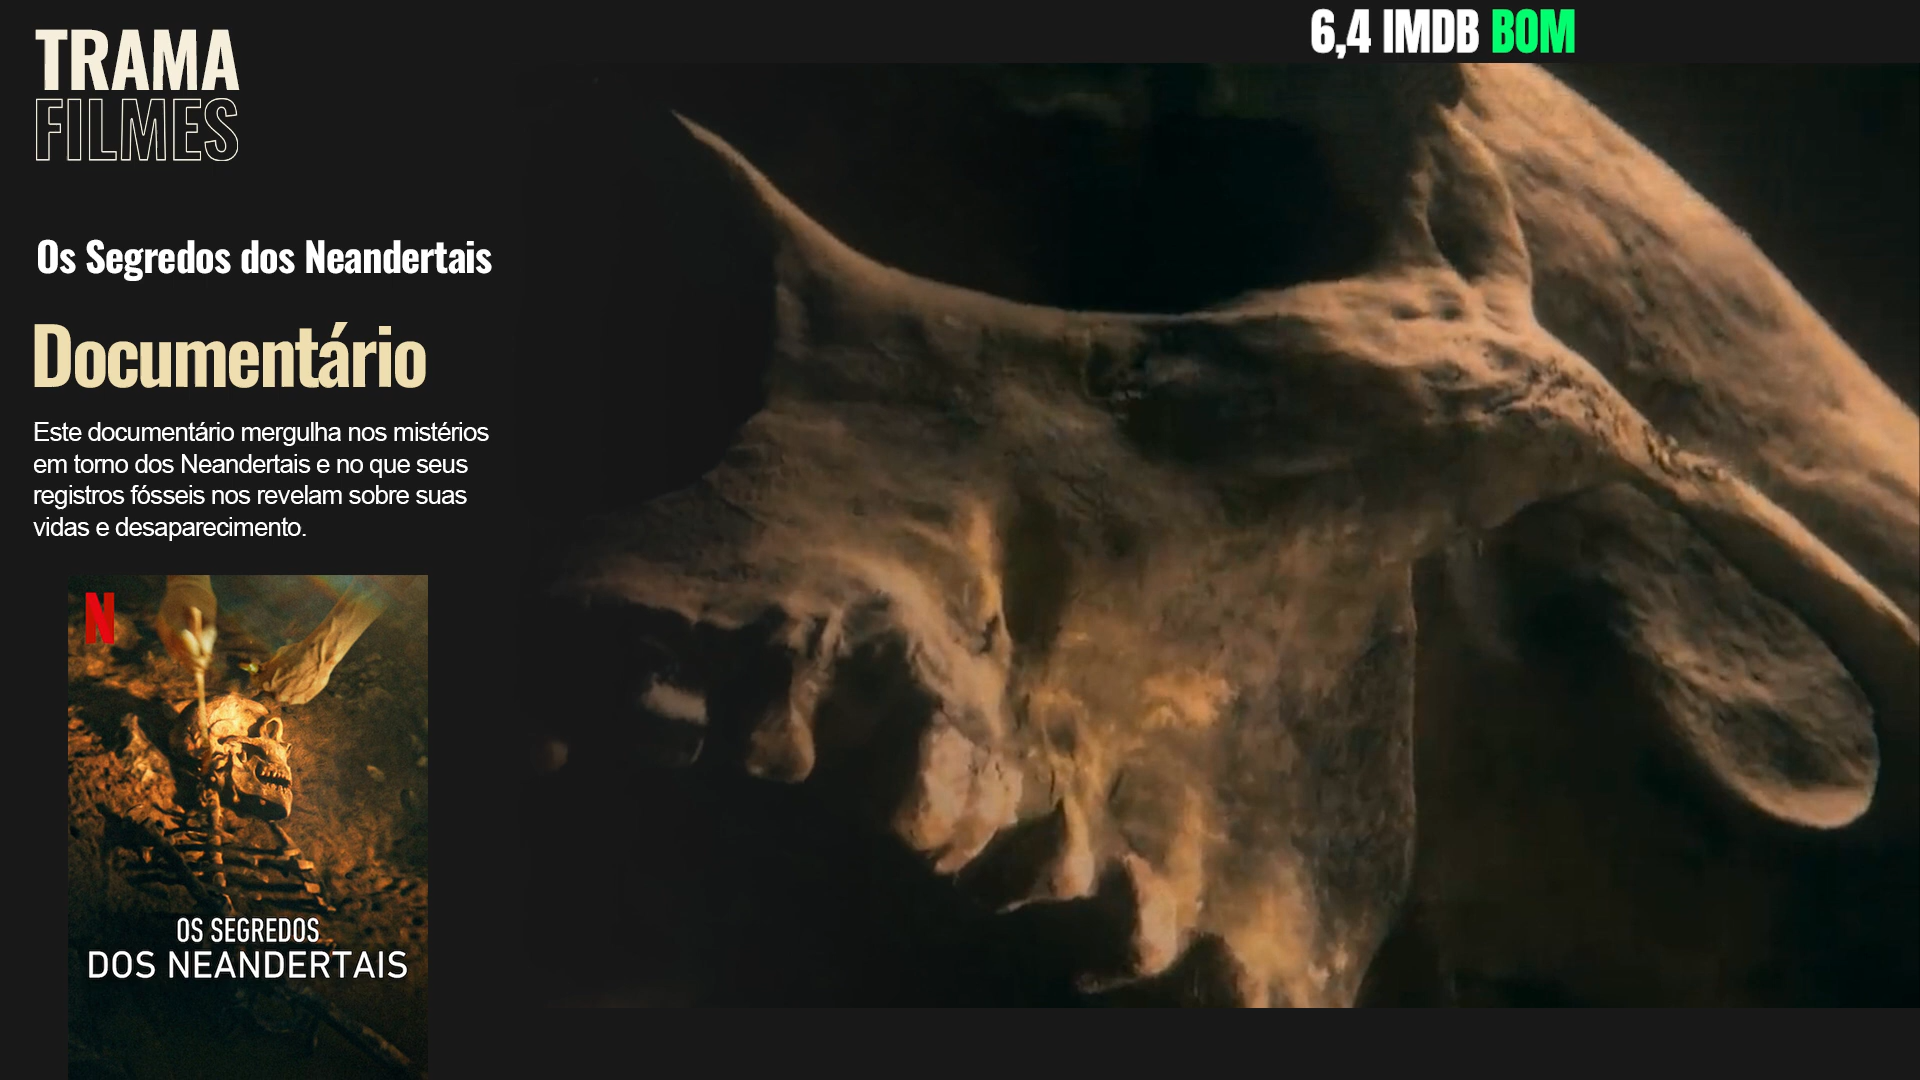 TRAMA
FILMES
6,4 IMDB BOM
Os Segredos dos Neandertais
Documentário
Este documentário mergulha nos mistérios
em torno dos Neandertais e no que seus
registros fósseis nos revelam sobre suas
vidas e desaparecimento.
N
OS SEGREDOS
DOS NEANDERTAIS